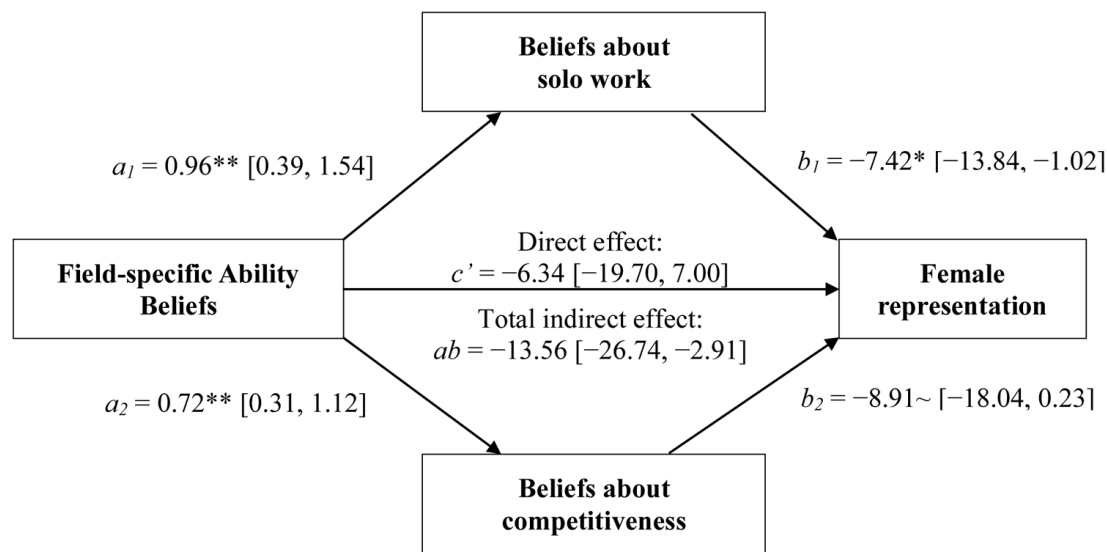 Beliefs about
solo work
a1 = 0.96** [0.39, 1.54]
b1 = −7.42* [−13.84, −1.02]
Field-specific Ability
Beliefs
Direct effect:
c’ = −6.34 [−19.70, 7.00]
Total indirect effect:
ab = −13.56 [−26.74, −2.91]
Female
representation
a2 = 0.72** [0.31, 1.12]
b2 = −8.91~ [−18.04, 0.23]
Beliefs about
competitiveness